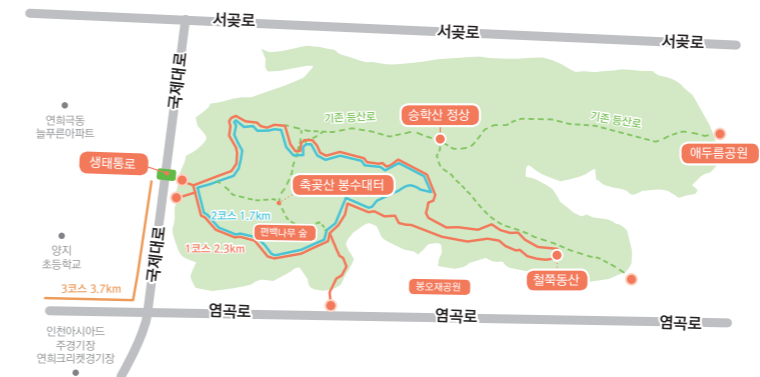 서곶로
서곶로
서곶로
국제대로
연희극동
늘푸른아파트
기존 등산로
승학산 정상
기존 등산로
애두름공원
생태통로
축곶산 봉수대터
2코스 1.7km
편백나무 숲
1코스 2.3km
국제대로
양지
초등학교
3코스 3.7km
봉오재공원
철쭉동산
염곡로
염곡로
염곡로
인천아시아드
주경기장
연희크리켓경기장